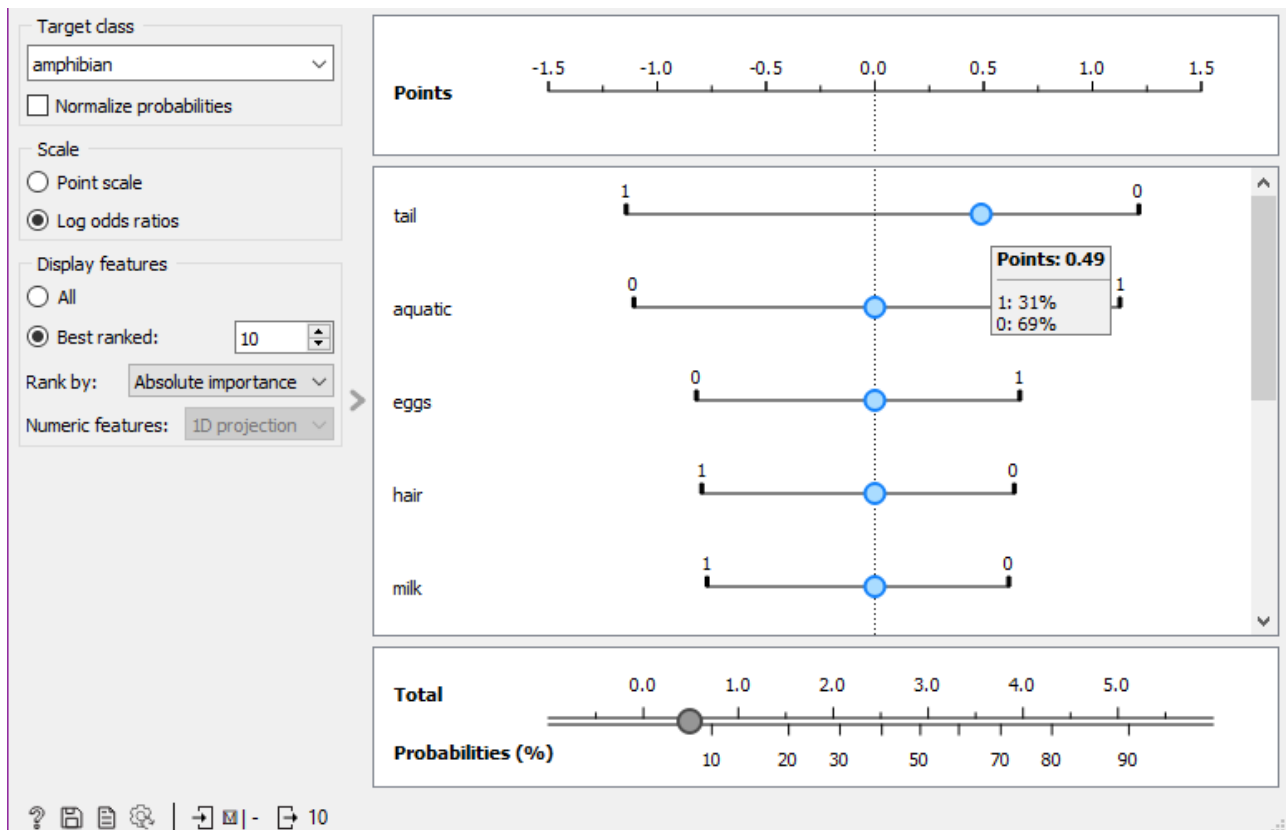 Target class
amphibian
Normalize probabilities
Scale
Point scale
Log odds ratios
Display features
All
Best ranked: 10
Rank by: Absolute importance
Numeric features: 1D projection
-1.5 -1.0 -0.5 0.0 0.5 1.0 1.5
Points
1 0
tail
Points: 0.49
1: 31%
0: 69%
0 1
aquatic
0 1
eggs
1 0
hair
1 0
milk
0.0 1.0 2.0 3.0 4.0 5.0
Total
Probabilities (%)
10 20 30 50 70 80 90
? M | - 10